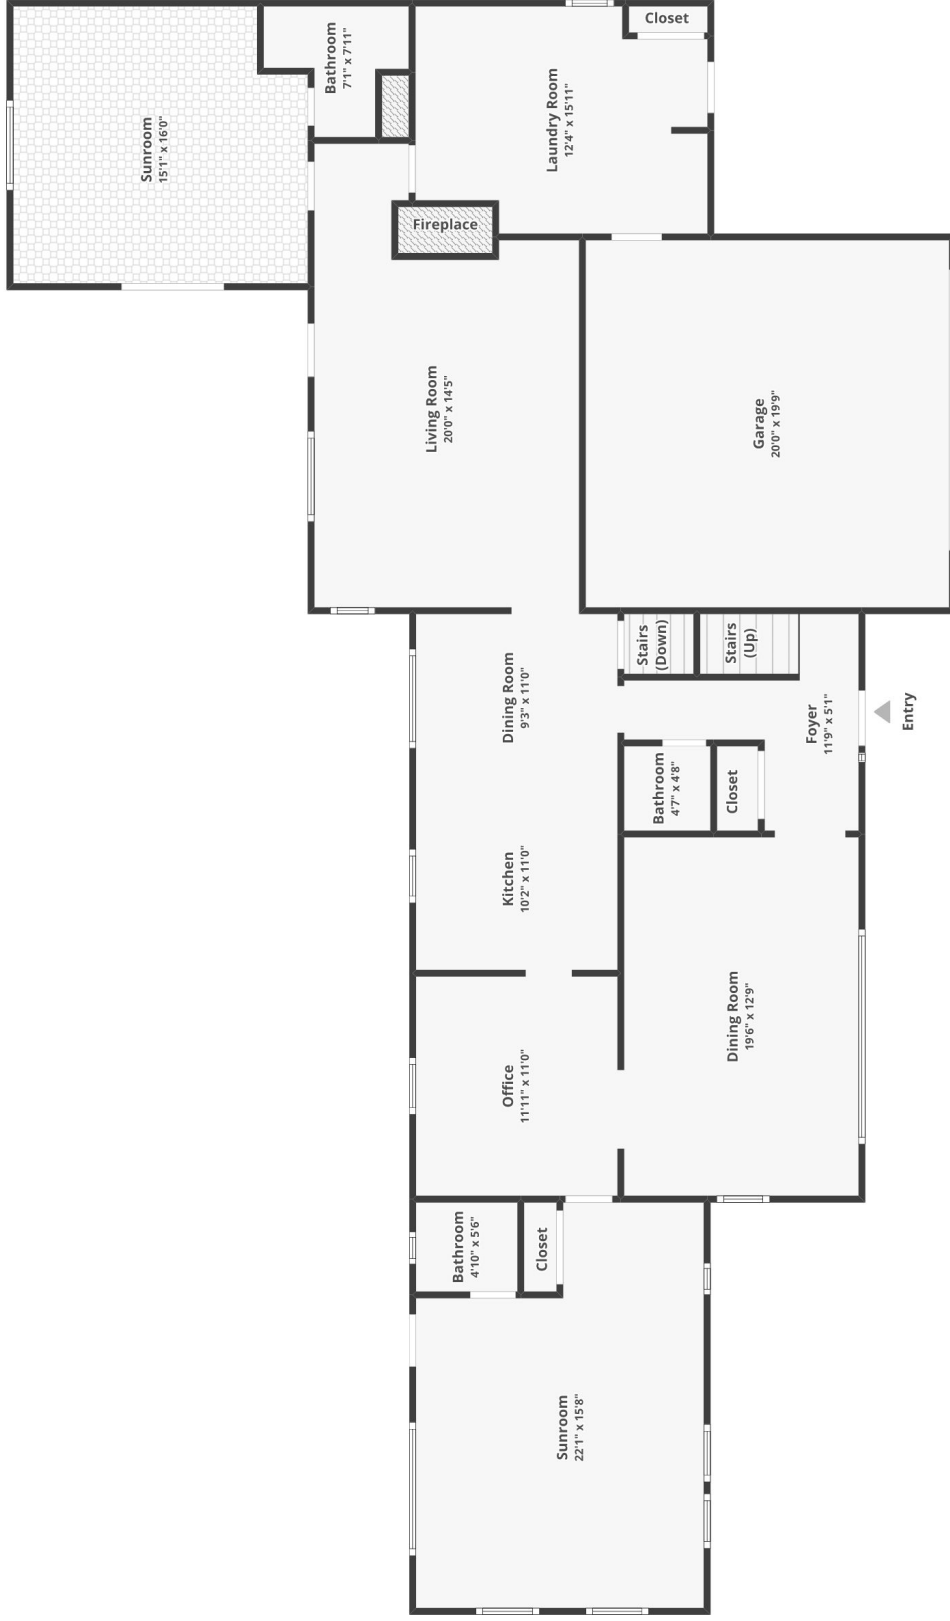 Closet
Bathroom
7'1" x 7'11"
Laundry Room
12'4" x 15'11"
Sunroom
15'1" x 16'0"
Fireplace
Living Room
20'0" x 14'5"
Garage
20'0" x 19'9"
Stairs
(Down)
Stairs
(Up)
Dining Room
9'3" x 11'0"
Foyer
11'9" x 5'1"
Entry
Bathroom
4'7" x 4'8"
Closet
Kitchen
10'2" x 11'0"
Dining Room
19'6" x 12'9"
Office
11'11" x 11'0"
Bathroom
4'10" x 5'6"
Closet
Sunroom
22'1" x 15'8"